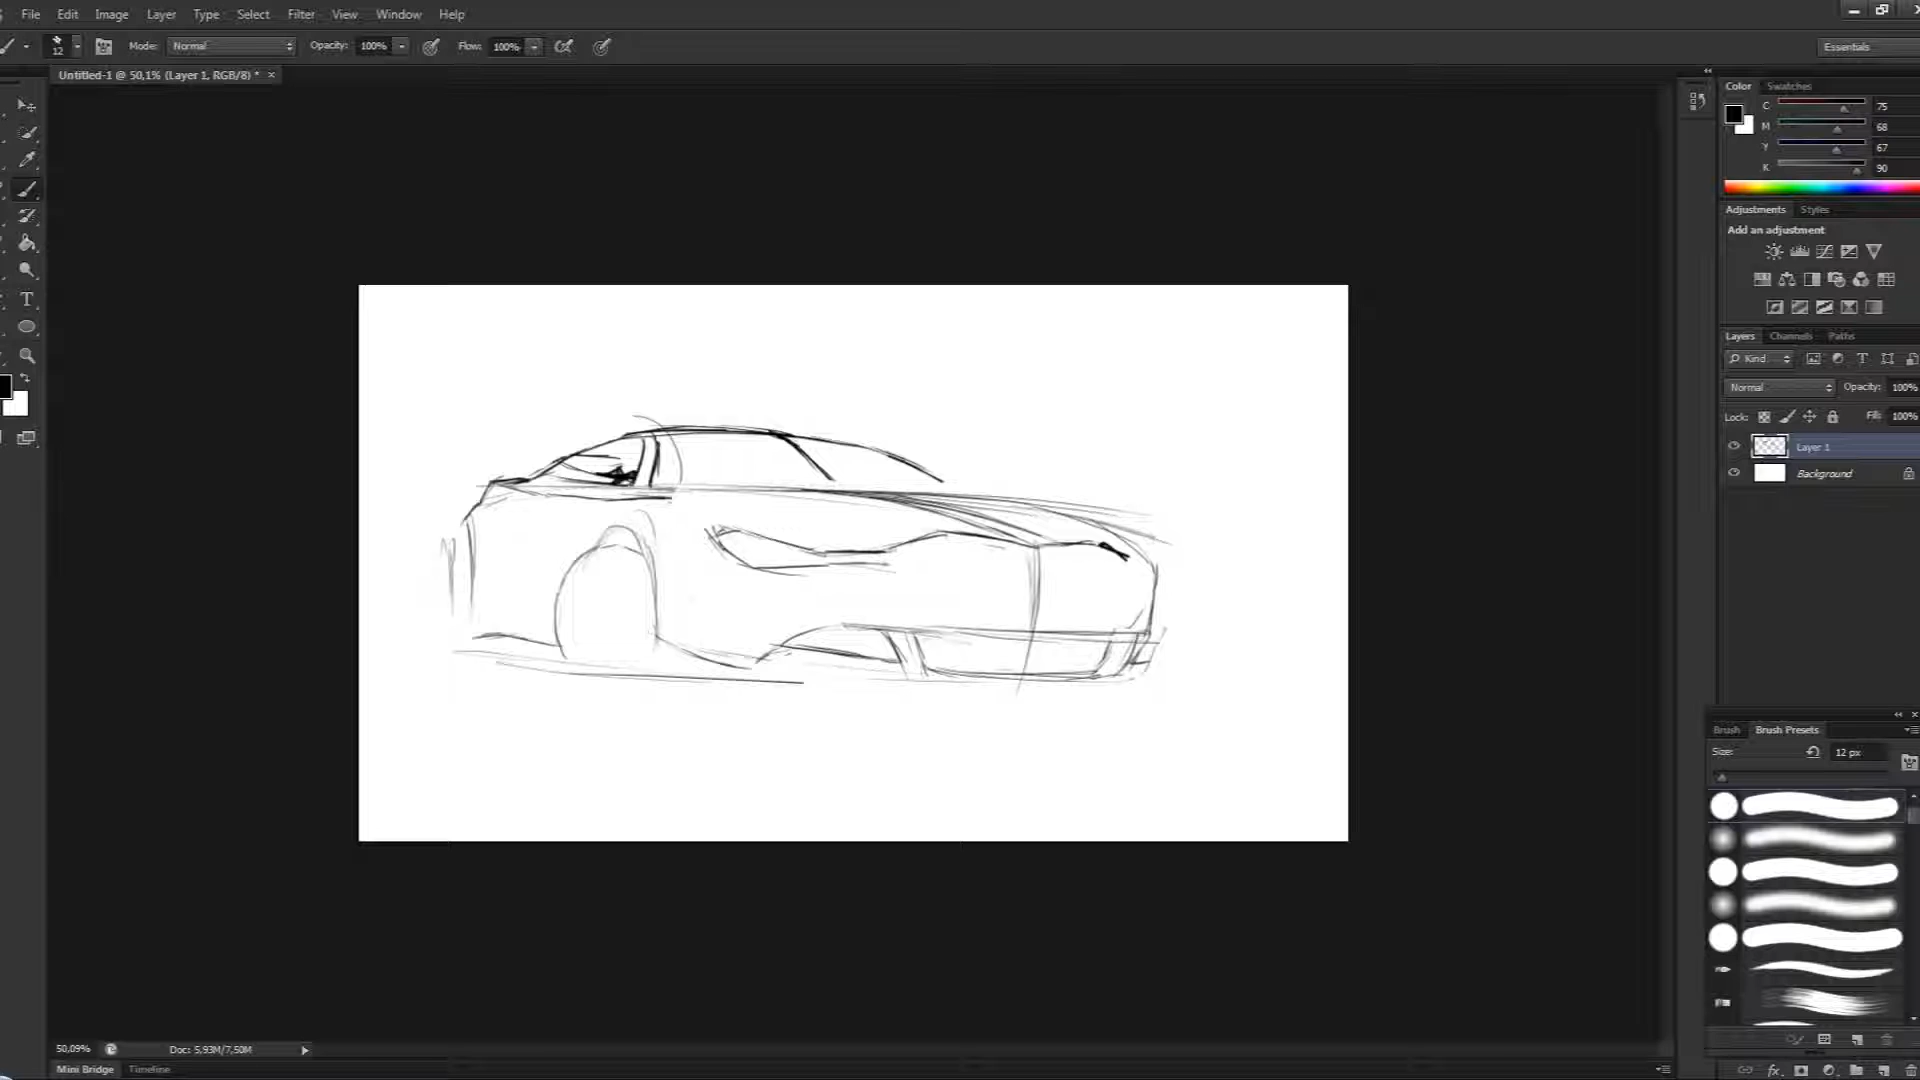 File Edit Image Layer Type Select Filter View Window Help
12 Mode: Normal Opacity: 100% Flow: 100% Essentials
Untitled-1 @ 50,1% (Layer 1, RGB/8) * ×
Color Swatches
C 75
M 68
Y 67
K 90
Adjustments Styles
Add an adjustment
Layers Channels Paths
Kind
Normal Opacity: 100%
Lock: Fill: 100%
Layer 1
Background
Brush Brush Presets
Size: 12 px
50,09% Doc: 5,93M/7,50M
Mini Bridge Timeline